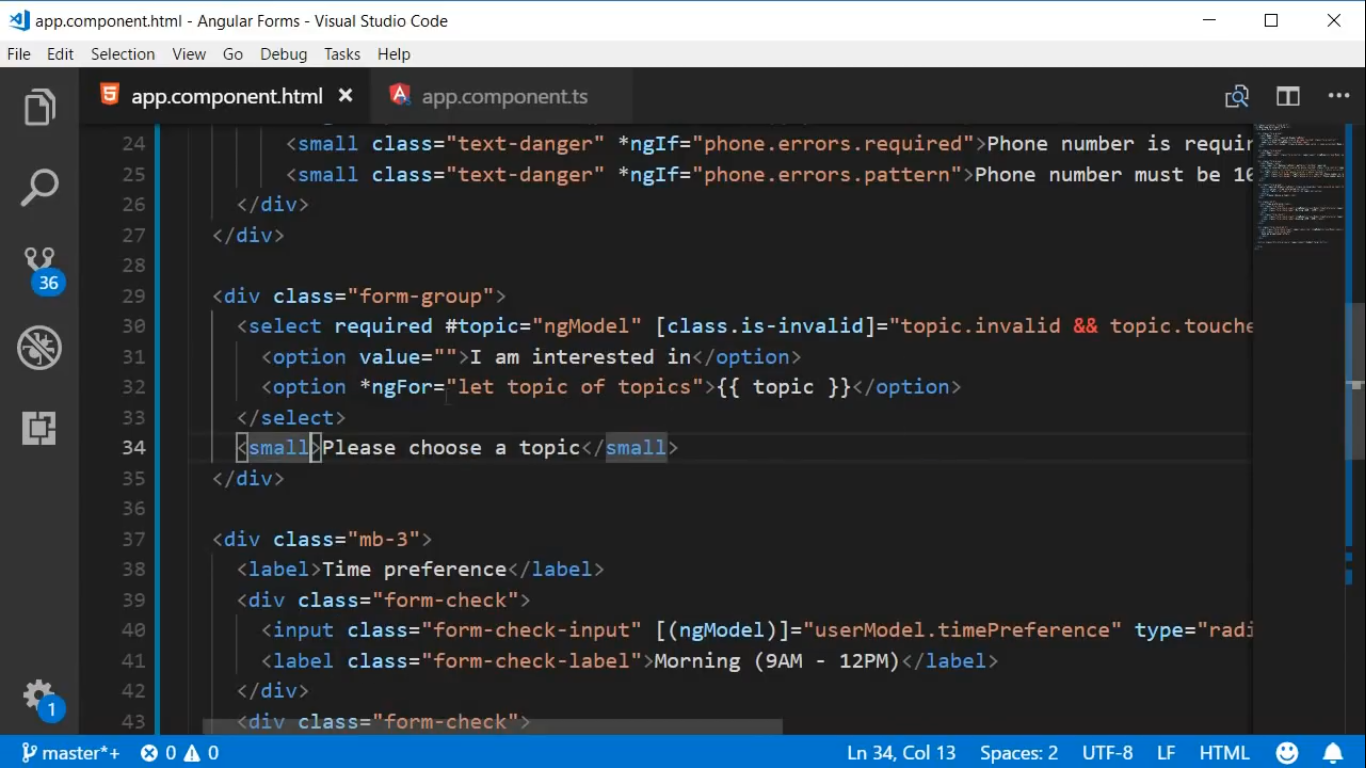 app.component.html - Angular Forms - Visual Studio Code
File Edit Selection View Go Debug Tasks Help
app.component.html app.component.ts
24 <small class="text-danger" *ngIf="phone.errors.required">Phone number is requir
25 <small class="text-danger" *ngIf="phone.errors.pattern">Phone number must be 10
26 </div>
27 </div>
28
29 <div class="form-group">
30 <select required #topic="ngModel" [class.is-invalid]="topic.invalid && topic.touche
31 <option value="">I am interested in</option>
32 <option *ngFor="let topic of topics">{{ topic }}</option>
33 </select>
34 <small>Please choose a topic</small>
35 </div>
36
37 <div class="mb-3">
38 <label>Time preference</label>
39 <div class="form-check">
40 <input class="form-check-input" [(ngModel)]="userModel.timePreference" type="radi
41 <label class="form-check-label">Morning (9AM - 12PM)</label>
42 </div>
43 <div class="form-check">
36
1
master*+ 0 0 Ln 34, Col 13 Spaces: 2 UTF-8 LF HTML